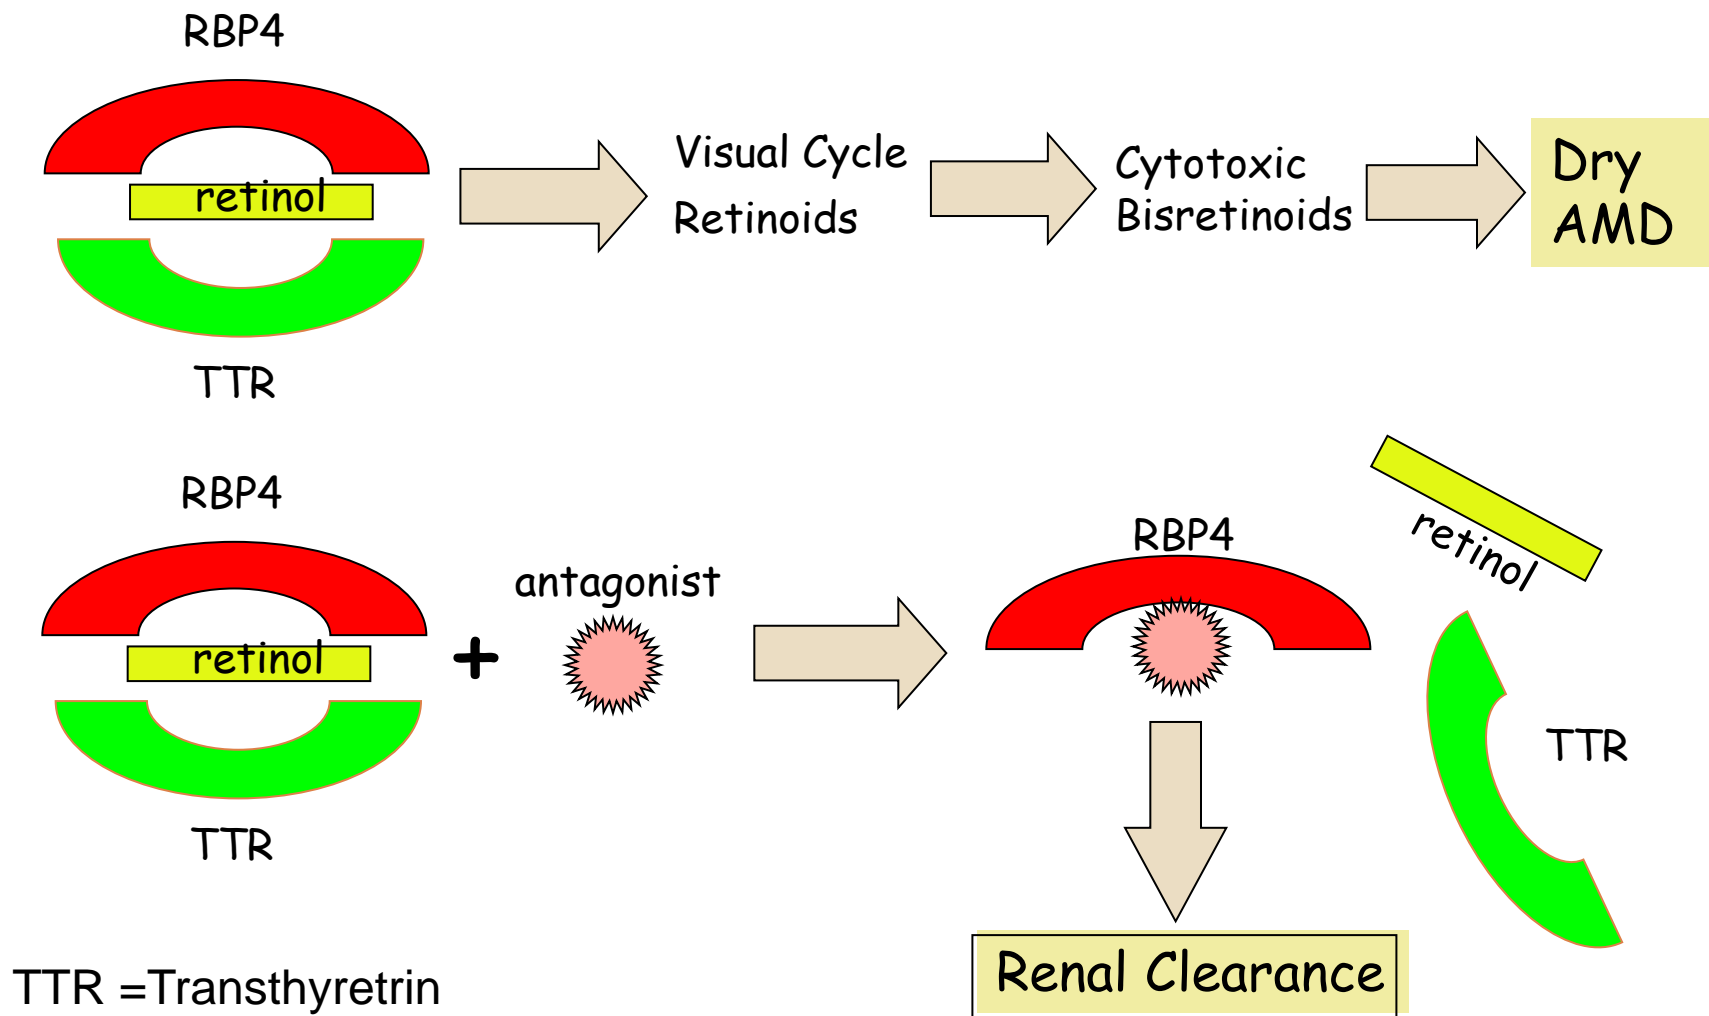 RBP4
retinol
TTR
Visual Cycle
Retinoids
Cytotoxic
Bisretinoids
Dry
AMD
RBP4
retinol
TTR
+
antagonist
RBP4
retinol
TTR
Renal Clearance
TTR =Transthyretrin